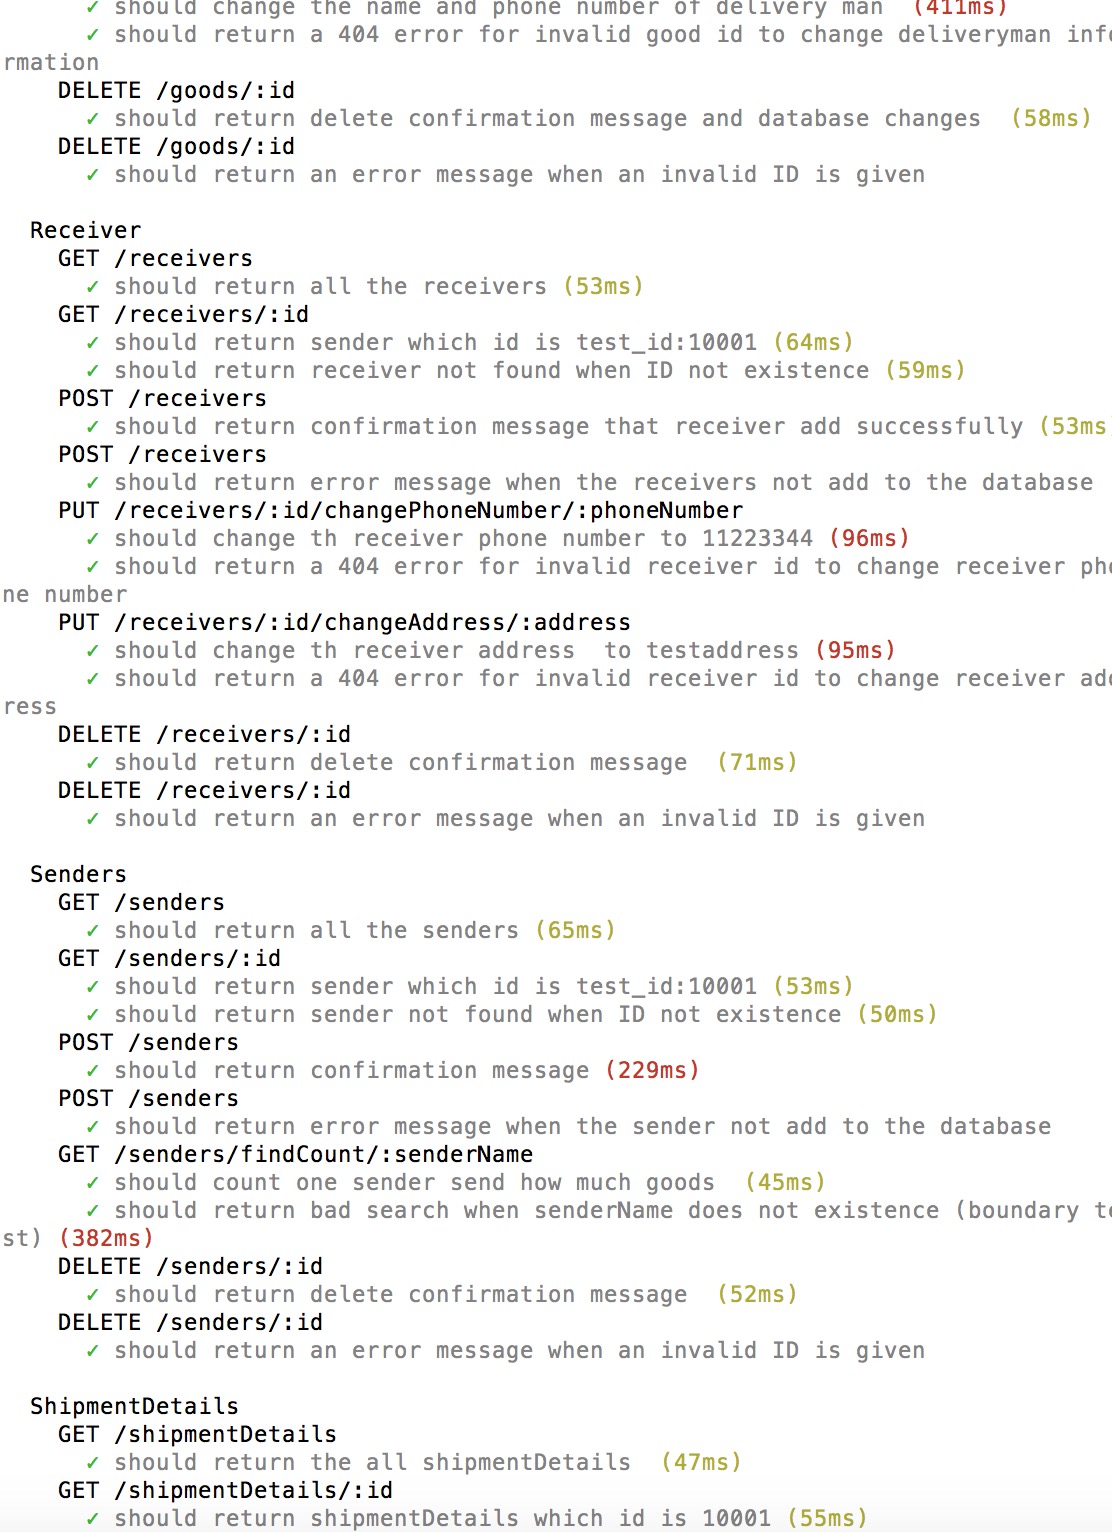 ✓ should change the name and phone number of delivery man  (411ms)
✓ should return a 404 error for invalid good id to change deliveryman info
rmation
DELETE /goods/:id
✓ should return delete confirmation message and database changes  (58ms)
DELETE /goods/:id
✓ should return an error message when an invalid ID is given
Receiver
GET /receivers
✓ should return all the receivers (53ms)
GET /receivers/:id
✓ should return sender which id is test_id:10001 (64ms)
✓ should return receiver not found when ID not existence (59ms)
POST /receivers
✓ should return confirmation message that receiver add successfully (53ms
POST /receivers
✓ should return error message when the receivers not add to the database
PUT /receivers/:id/changePhoneNumber/:phoneNumber
✓ should change th receiver phone number to 11223344 (96ms)
✓ should return a 404 error for invalid receiver id to change receiver pho
ne number
PUT /receivers/:id/changeAddress/:address
✓ should change th receiver address  to testaddress (95ms)
✓ should return a 404 error for invalid receiver id to change receiver add
ress
DELETE /receivers/:id
✓ should return delete confirmation message  (71ms)
DELETE /receivers/:id
✓ should return an error message when an invalid ID is given
Senders
GET /senders
✓ should return all the senders (65ms)
GET /senders/:id
✓ should return sender which id is test_id:10001 (53ms)
✓ should return sender not found when ID not existence (50ms)
POST /senders
✓ should return confirmation message (229ms)
POST /senders
✓ should return error message when the sender not add to the database
GET /senders/findCount/:senderName
✓ should count one sender send how much goods  (45ms)
✓ should return bad search when senderName does not existence (boundary te
st) (382ms)
DELETE /senders/:id
✓ should return delete confirmation message  (52ms)
DELETE /senders/:id
✓ should return an error message when an invalid ID is given
ShipmentDetails
GET /shipmentDetails
✓ should return the all shipmentDetails  (47ms)
GET /shipmentDetails/:id
✓ should return shipmentDetails which id is 10001 (55ms)